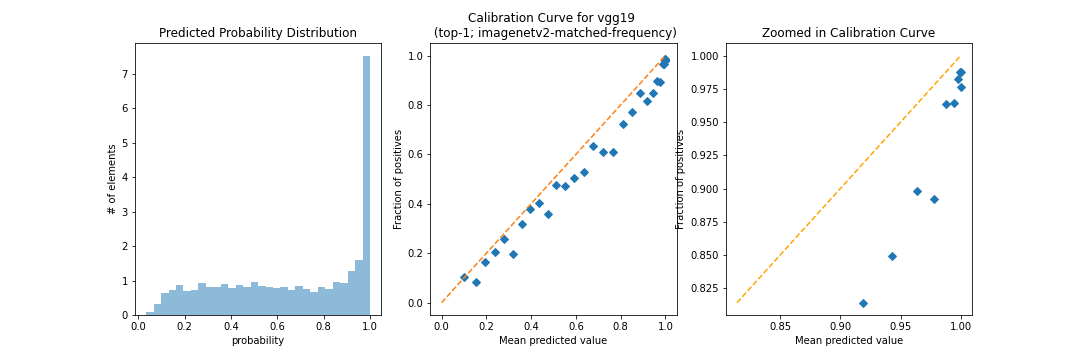 Predicted Probability Distribution
# of elements
7
6
5
4
3
2
1
0
0.0 0.2 0.4 0.6 0.8 1.0
probability
Calibration Curve for vgg19
(top-1; imagenetv2-matched-frequency)
Fraction of positives
1.0
0.8
0.6
0.4
0.2
0.0
0.0 0.2 0.4 0.6 0.8 1.0
Mean predicted value
Zoomed in Calibration Curve
Fraction of positives
1.000
0.975
0.950
0.925
0.900
0.875
0.850
0.825
0.85 0.90 0.95 1.00
Mean predicted value